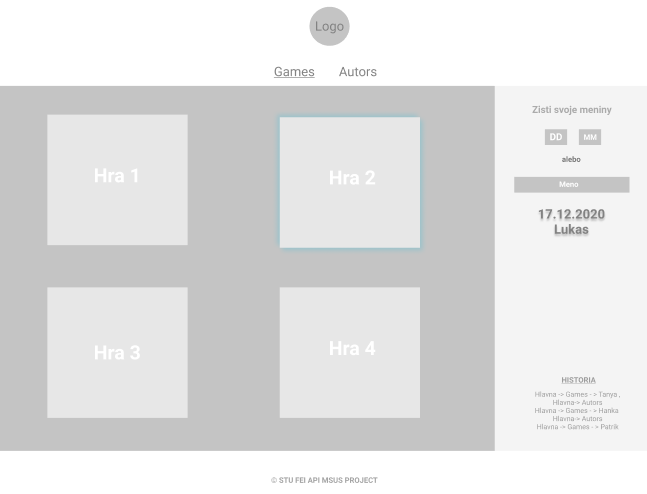 Logo
Games Autors
Hra 1
Hra 2
Hra 3
Hra 4
Zisti svoje meniny
DD MM
alebo
Meno
17.12.2020
Lukas
HISTORIA
Hlavna -> Games - > Tanya ,
Hlavna-> Autors
Hlavna -> Games - > Hanka
Hlavna-> Autors
Hlavna -> Games - > Patrik
© STU FEI API MSUS PROJECT